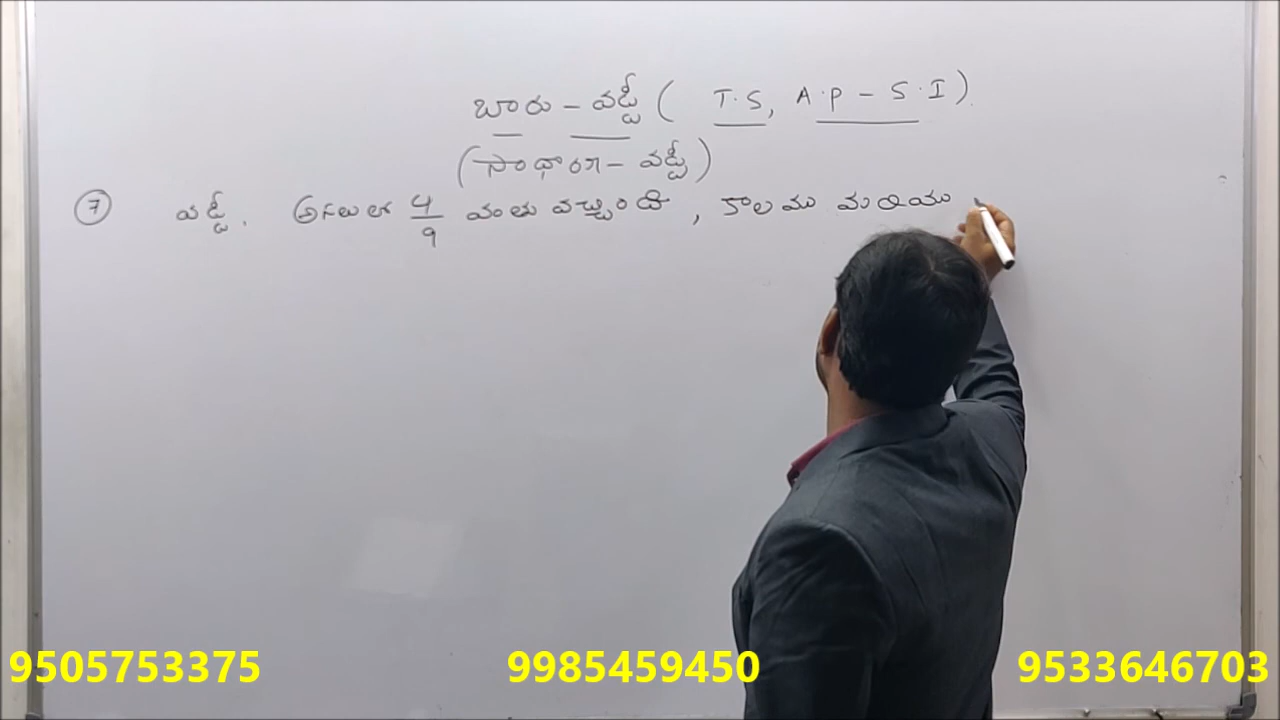 బారు - వడ్డీ ( T.S, A.P - S.I ).
( సాధారణ - వడ్డీ )
7 వడ్డీ, అసలులో 4/9 వంతు వచ్చుండి , కాలము మరియు
9505753375 9985459450 9533646703